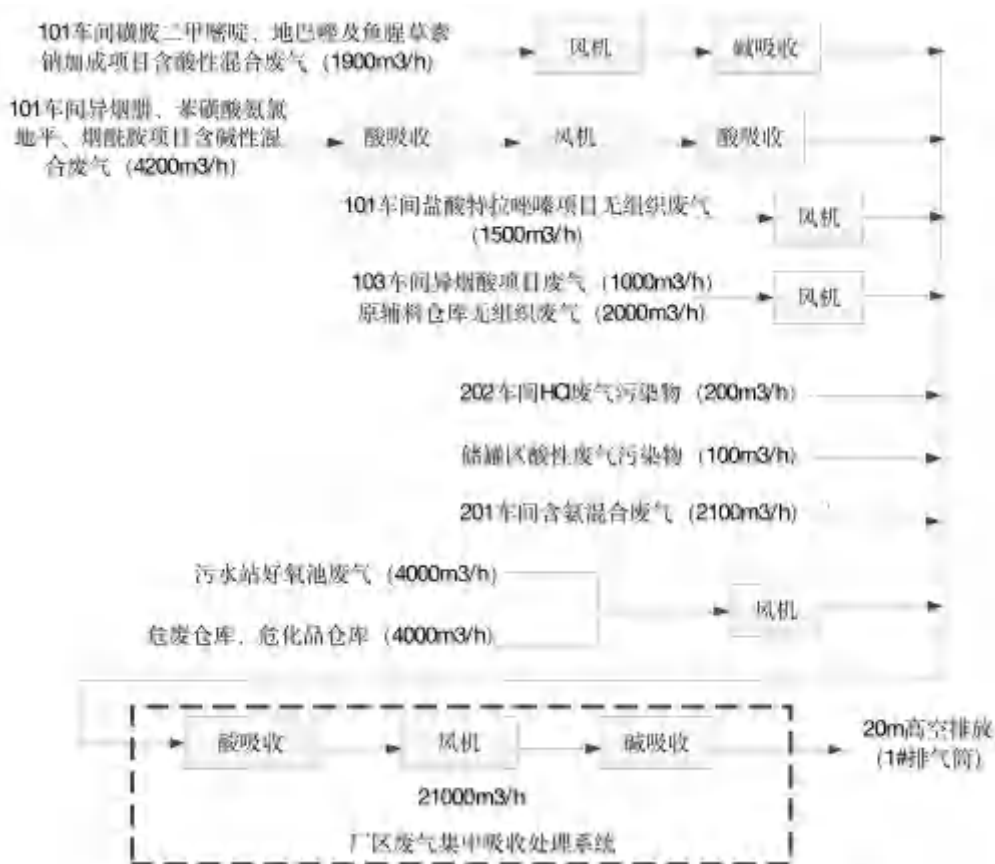 101车间磺胺二甲嘧啶、地巴唑及鱼腥草素
钠加成项目含酸性混合废气（1900m3/h）
风机
碱吸收
101车间异烟肼、苯磺酸氨氯
地平、烟酰胺项目含碱性混
合废气（4200m3/h）
酸吸收
风机
酸吸收
101车间盐酸特拉唑嗪项目无组织废气
（1500m3/h）
风机
103车间异烟酸项目废气（1000m3/h）
原辅料仓库无组织废气（2000m3/h）
风机
202车间HCl废气污染物（200m3/h）
储罐区酸性废气污染物（100m3/h）
201车间含氨混合废气（2100m3/h）
污水站好氧池废气（4000m3/h）
危废仓库、危化品仓库（4000m3/h）
风机
酸吸收
风机
碱吸收
21000m3/h
厂区废气集中吸收处理系统
20m高空排放
（1#排气筒）